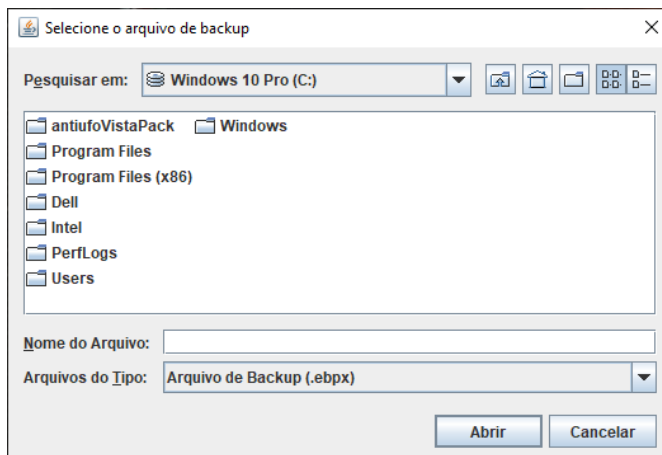 Selecione o arquivo de backup
Pesquisar em: Windows 10 Pro (C:)
antiufoVistaPack Windows
Program Files
Program Files (x86)
Dell
Intel
PerfLogs
Users
Nome do Arquivo:
Arquivos do Tipo: Arquivo de Backup (.ebpx)
Abrir Cancelar